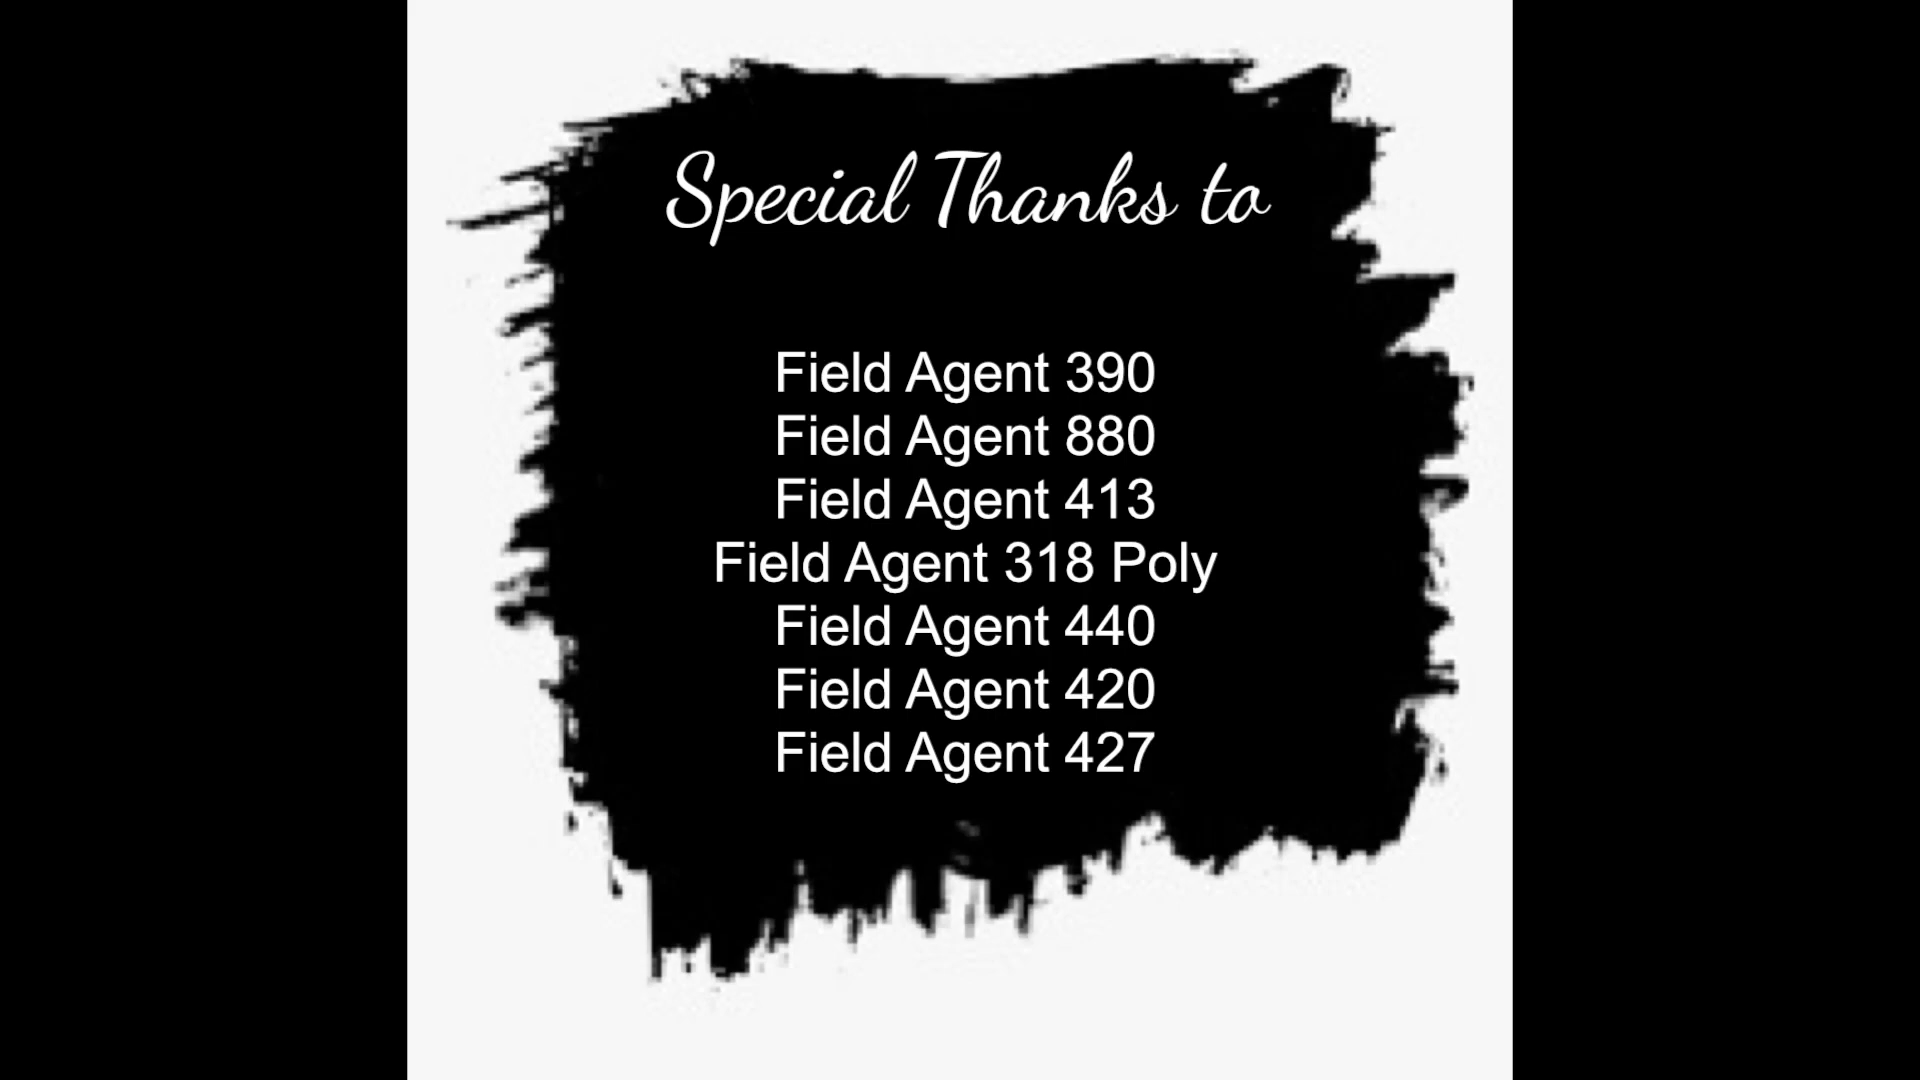 Special Thanks to
Field Agent 390
Field Agent 880
Field Agent 413
Field Agent 318 Poly
Field Agent 440
Field Agent 420
Field Agent 427